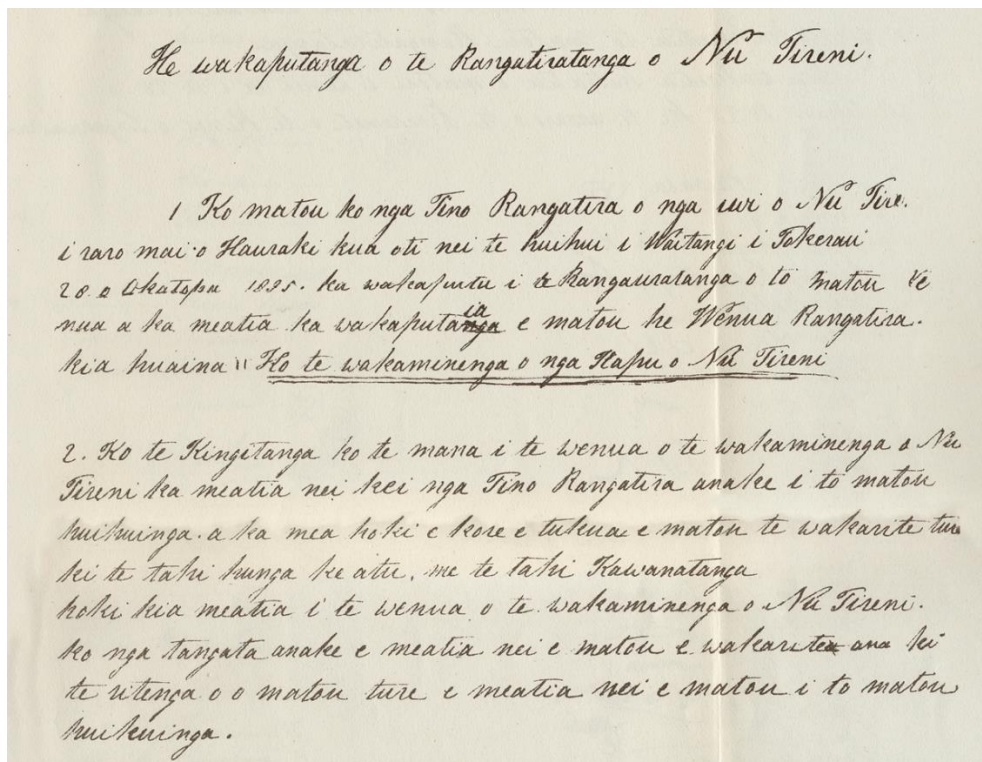 He wakaputanga o te Rangatiratanga o Nu Tireni.
1 Ko matou ko nga Tino Rangatira o nga iwi o Nu Tire.
i raro mai o Hauraki kua oti nei te huihui i Waitangi i Tokerau
28 o Okatopa 1835. ka wakaputa i te Rangatiratanga o to matou We
nua a ka meatia ka wakaputaia e matou he Wenua Rangatira.
kia huaina "Ko te wakaminenga o nga Hapu o Nu Tireni
2. Ko te Kingitanga ko te mana i te wenua o te wakaminenga o Nu
Tireni ka meatia nei kei nga Tino Rangatira anake i to matou
huihuinga. a ka mea hoki e kore e tukua e matou te wakarite ture
ki te tahi hunga ke atu. me te tahi Kawanatanga
hoki kia meatia i te wenua o te wakaminenga o Nu Tireni.
ko nga tangata anake e meatia nei e matou e wakarite ana ki
te ritenga o o matou ture e meatia nei e matou i to matou
huihuinga.